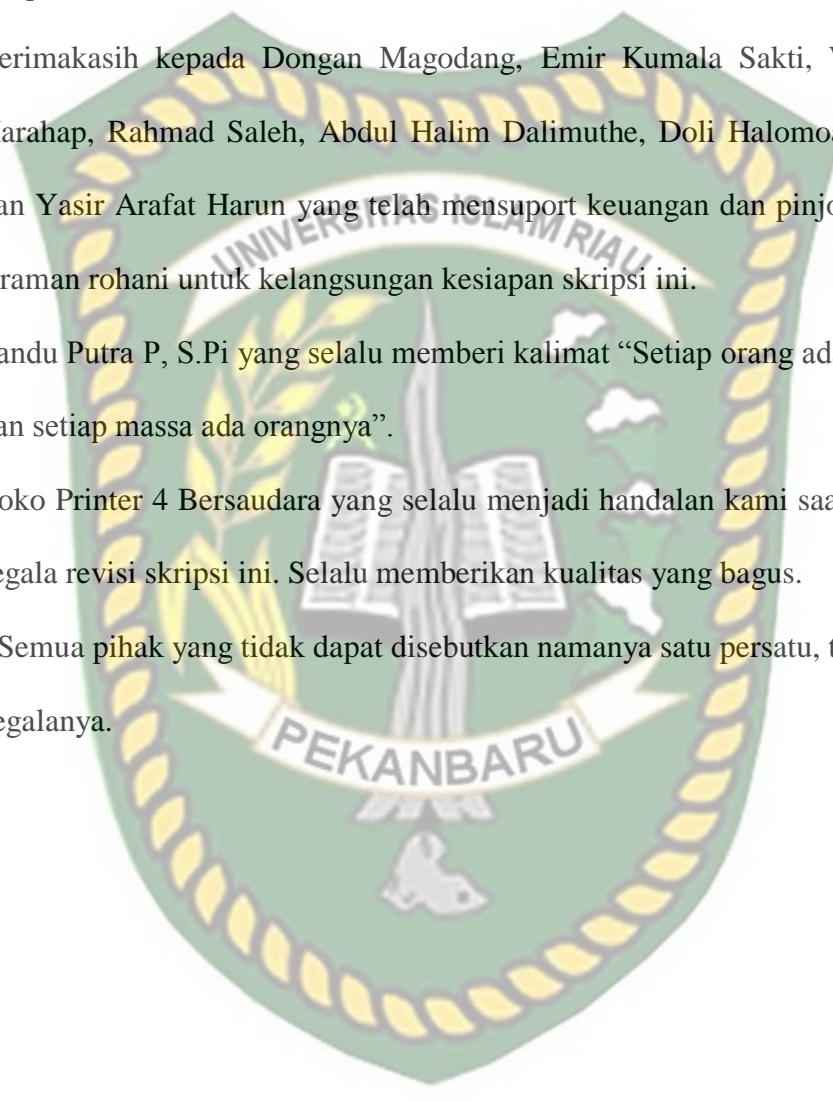 erimakasih kepada Dongan Magodang, Emir Kumala Sakti,
arahap, Rahmad Saleh, Abdul Halim Dalimuthe, Doli Halomoa
an Yasir Arafat Harun yang telah mensuport keuangan dan pinjo
raman rohani untuk kelangsungan kesiapan skripsi ini.
andu Putra P, S.Pi yang selalu memberi kalimat “Setiap orang ad
an setiap massa ada orangnya”.
oko Printer 4 Bersaudara yang selalu menjadi handalan kami saa
egala revisi skripsi ini. Selalu memberikan kualitas yang bagus.
Semua pihak yang tidak dapat disebutkan namanya satu persatu, t
egalanya.
UNIVERSITAS ISLAM RIAU
PEKANBARU